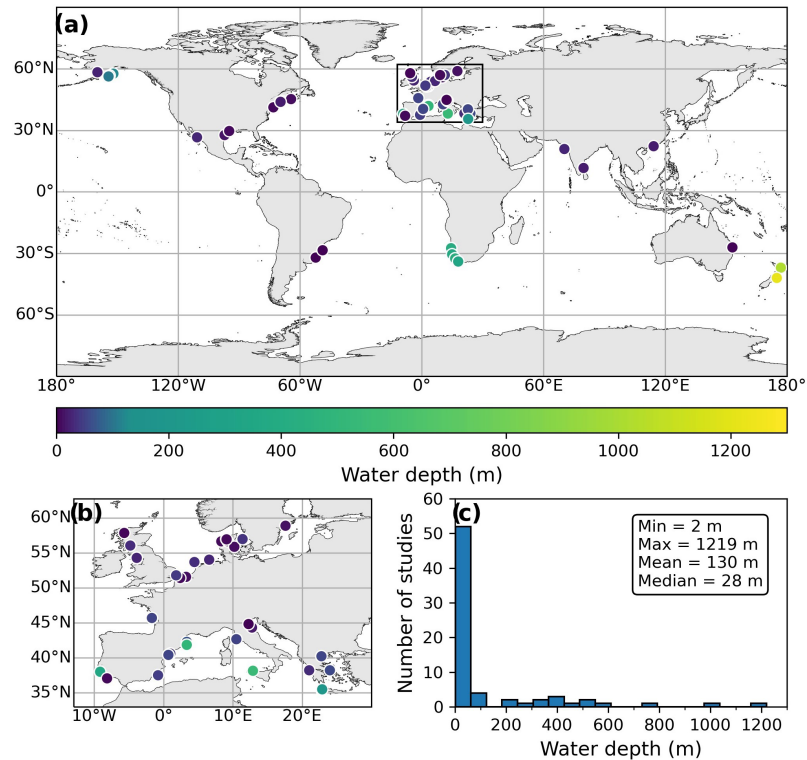 (a)
60°N
30°N
0°
30°S
60°S
180° 120°W 60°W 0° 60°E 120°E 180°
0 200 400 600 800 1000 1200
Water depth (m)
(b)
60°N
55°N
50°N
45°N
40°N
35°N
10°W 0° 10°E 20°E
(c)
Number of studies
60
50
40
30
20
10
0
Min = 2 m
Max = 1219 m
Mean = 130 m
Median = 28 m
0 200 400 600 800 1000 1200
Water depth (m)